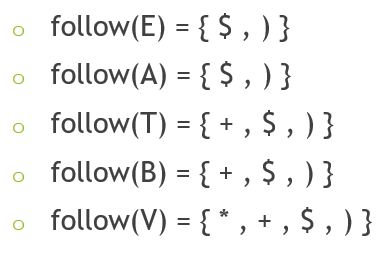 follow(E) = { $ , ) }
follow(A) = { $ , ) }
follow(T) = { + , $ , ) }
follow(B) = { + , $ , ) }
follow(V) = { * , + , $ , ) }